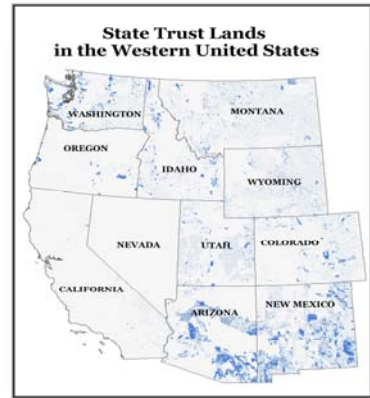 State Trust Lands
in the Western United States
WASHINGTON
MONTANA
OREGON
IDAHO
WYOMING
NEVADA
UTAH
COLORADO
CALIFORNIA
ARIZONA
NEW MEXICO